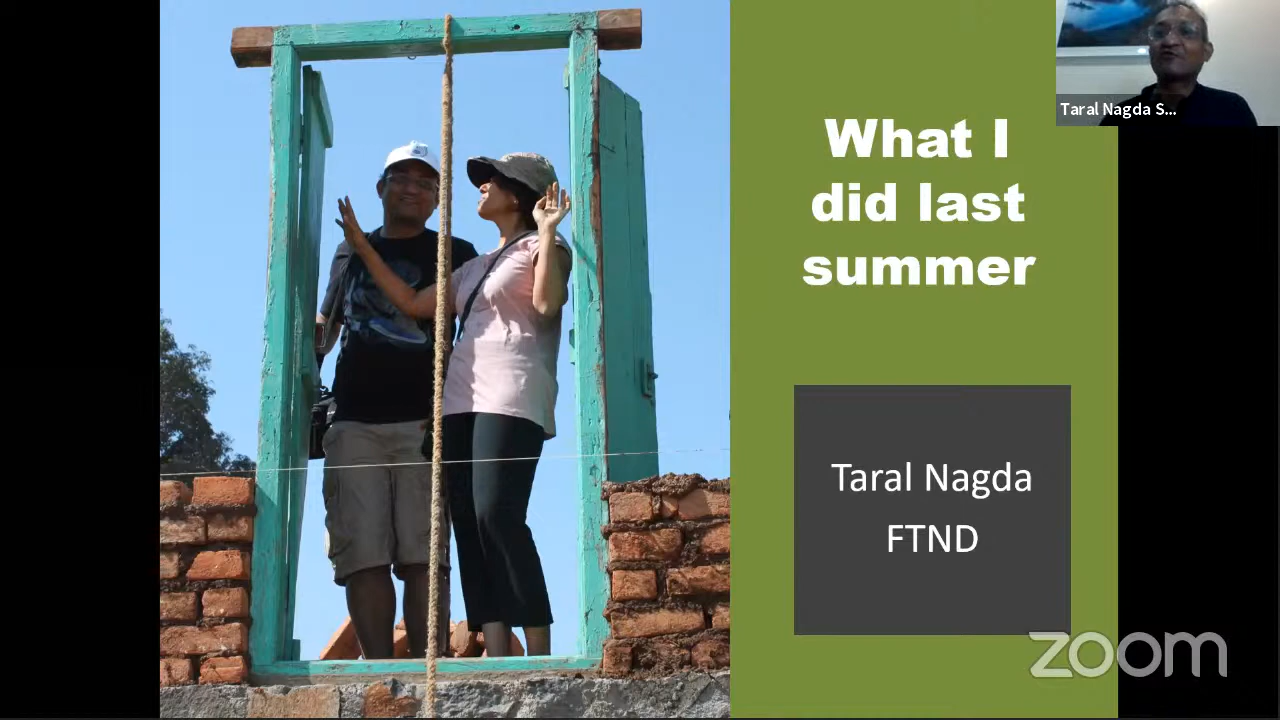 What I
did last
summer
Taral Nagda
FTND
Taral Nagda S...
zoom